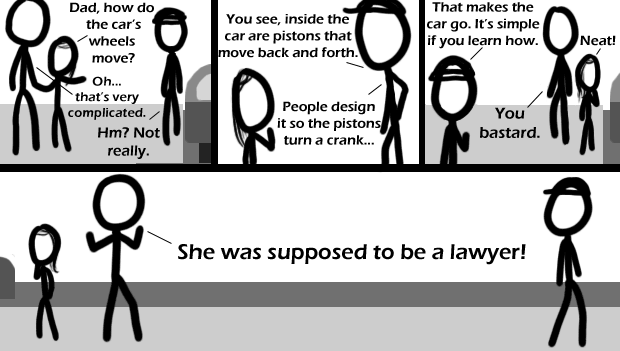 Dad, how do
the car's
wheels
move?
Oh...
that's very
complicated.
Hm? Not
really.
You see, inside the
car are pistons that
move back and forth.
People design
it so the pistons
turn a crank...
That makes the
car go. It's simple
if you learn how.
Neat!
You
bastard.
She was supposed to be a lawyer!